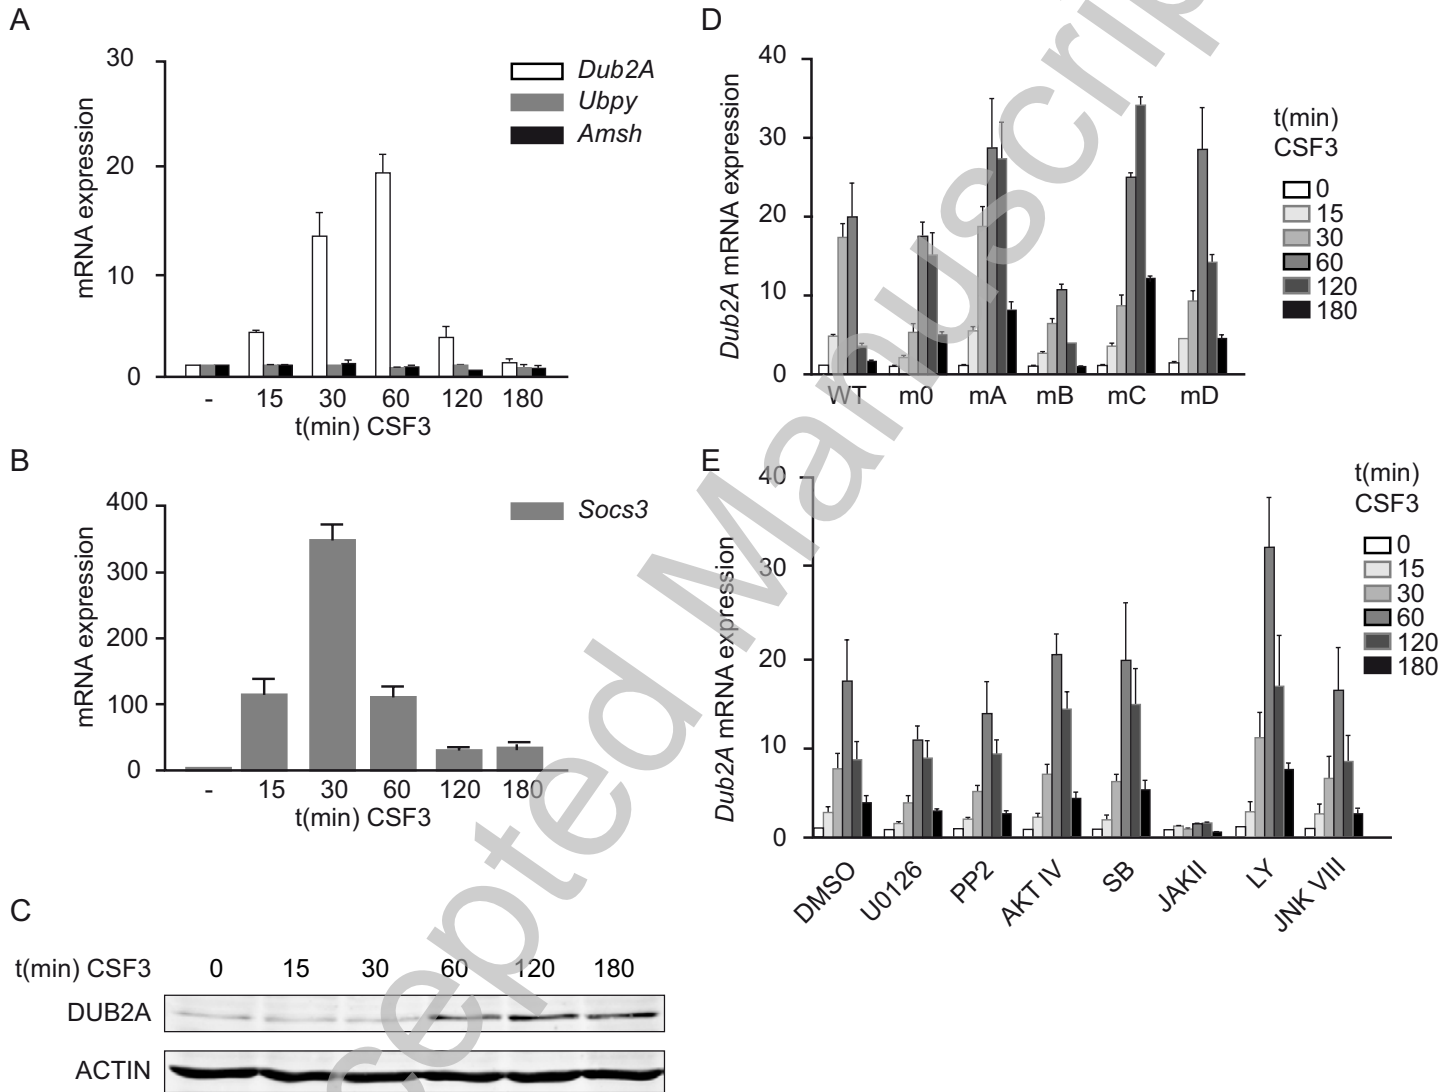 A
30
20
10
0
mRNA expression
Dub2A
Ubpy
Amsh
- 15 30 60 120 180
t(min) CSF3
B
400
300
200
100
0
mRNA expression
Socs3
- 15 30 60 120 180
t(min) CSF3
C
t(min) CSF3 0 15 30 60 120 180
DUB2A
ACTIN
D
40
30
20
10
0
Dub2A mRNA expression
WT m0 mA mB mC mD
t(min)
CSF3
0
15
30
60
120
180
E
40
30
20
10
0
Dub2A mRNA expression
DMSO U0126 PP2 AKT IV SB JAKII LY JNK VIII
t(min)
CSF3
0
15
30
60
120
180
cepted Manuscrip